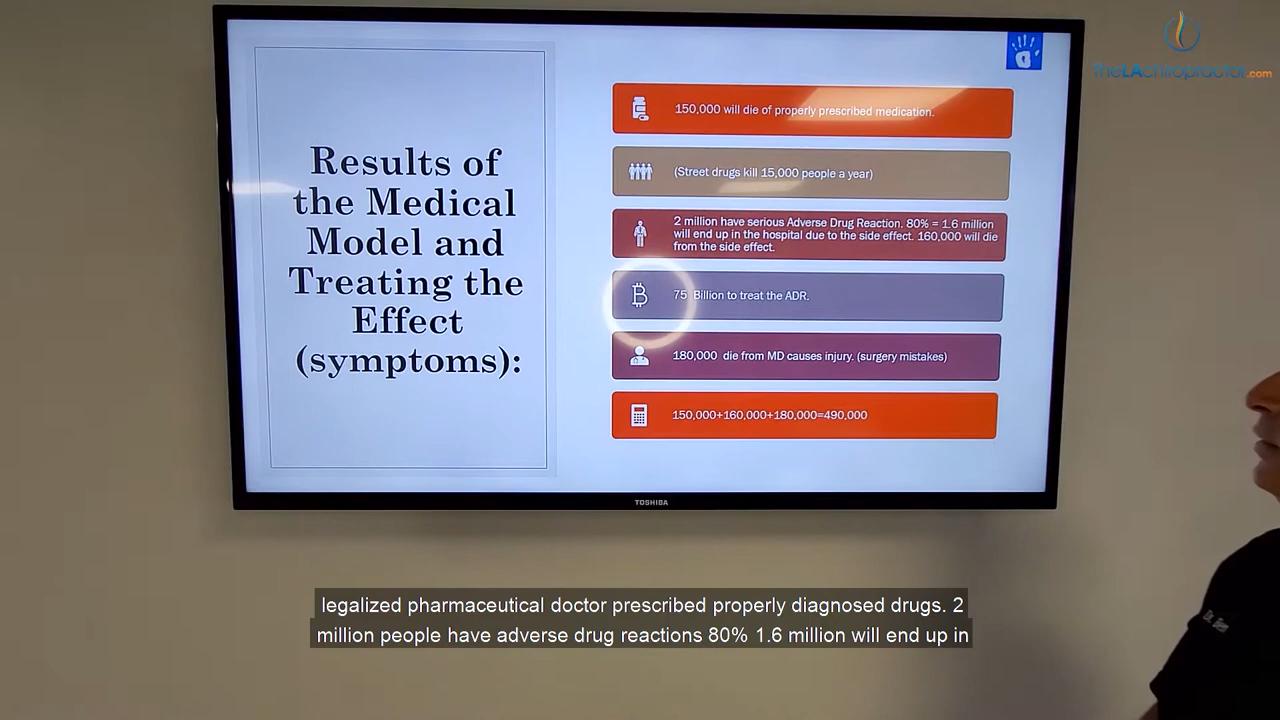 TheLAchiropractor.com
Results of
the Medical
Model and
Treating the
Effect
(symptoms):
150,000 will die of properly prescribed medication.
(Street drugs kill 15,000 people a year)
2 million have serious Adverse Drug Reaction. 80% = 1.6 million
will end up in the hospital due to the side effect. 160,000 will die
from the side effect.
75 Billion to treat the ADR.
180,000 die from MD causes injury. (surgery mistakes)
150,000+160,000+180,000=490,000
TOSHIBA
legalized pharmaceutical doctor prescribed properly diagnosed drugs. 2
million people have adverse drug reactions 80% 1.6 million will end up in
Dr.